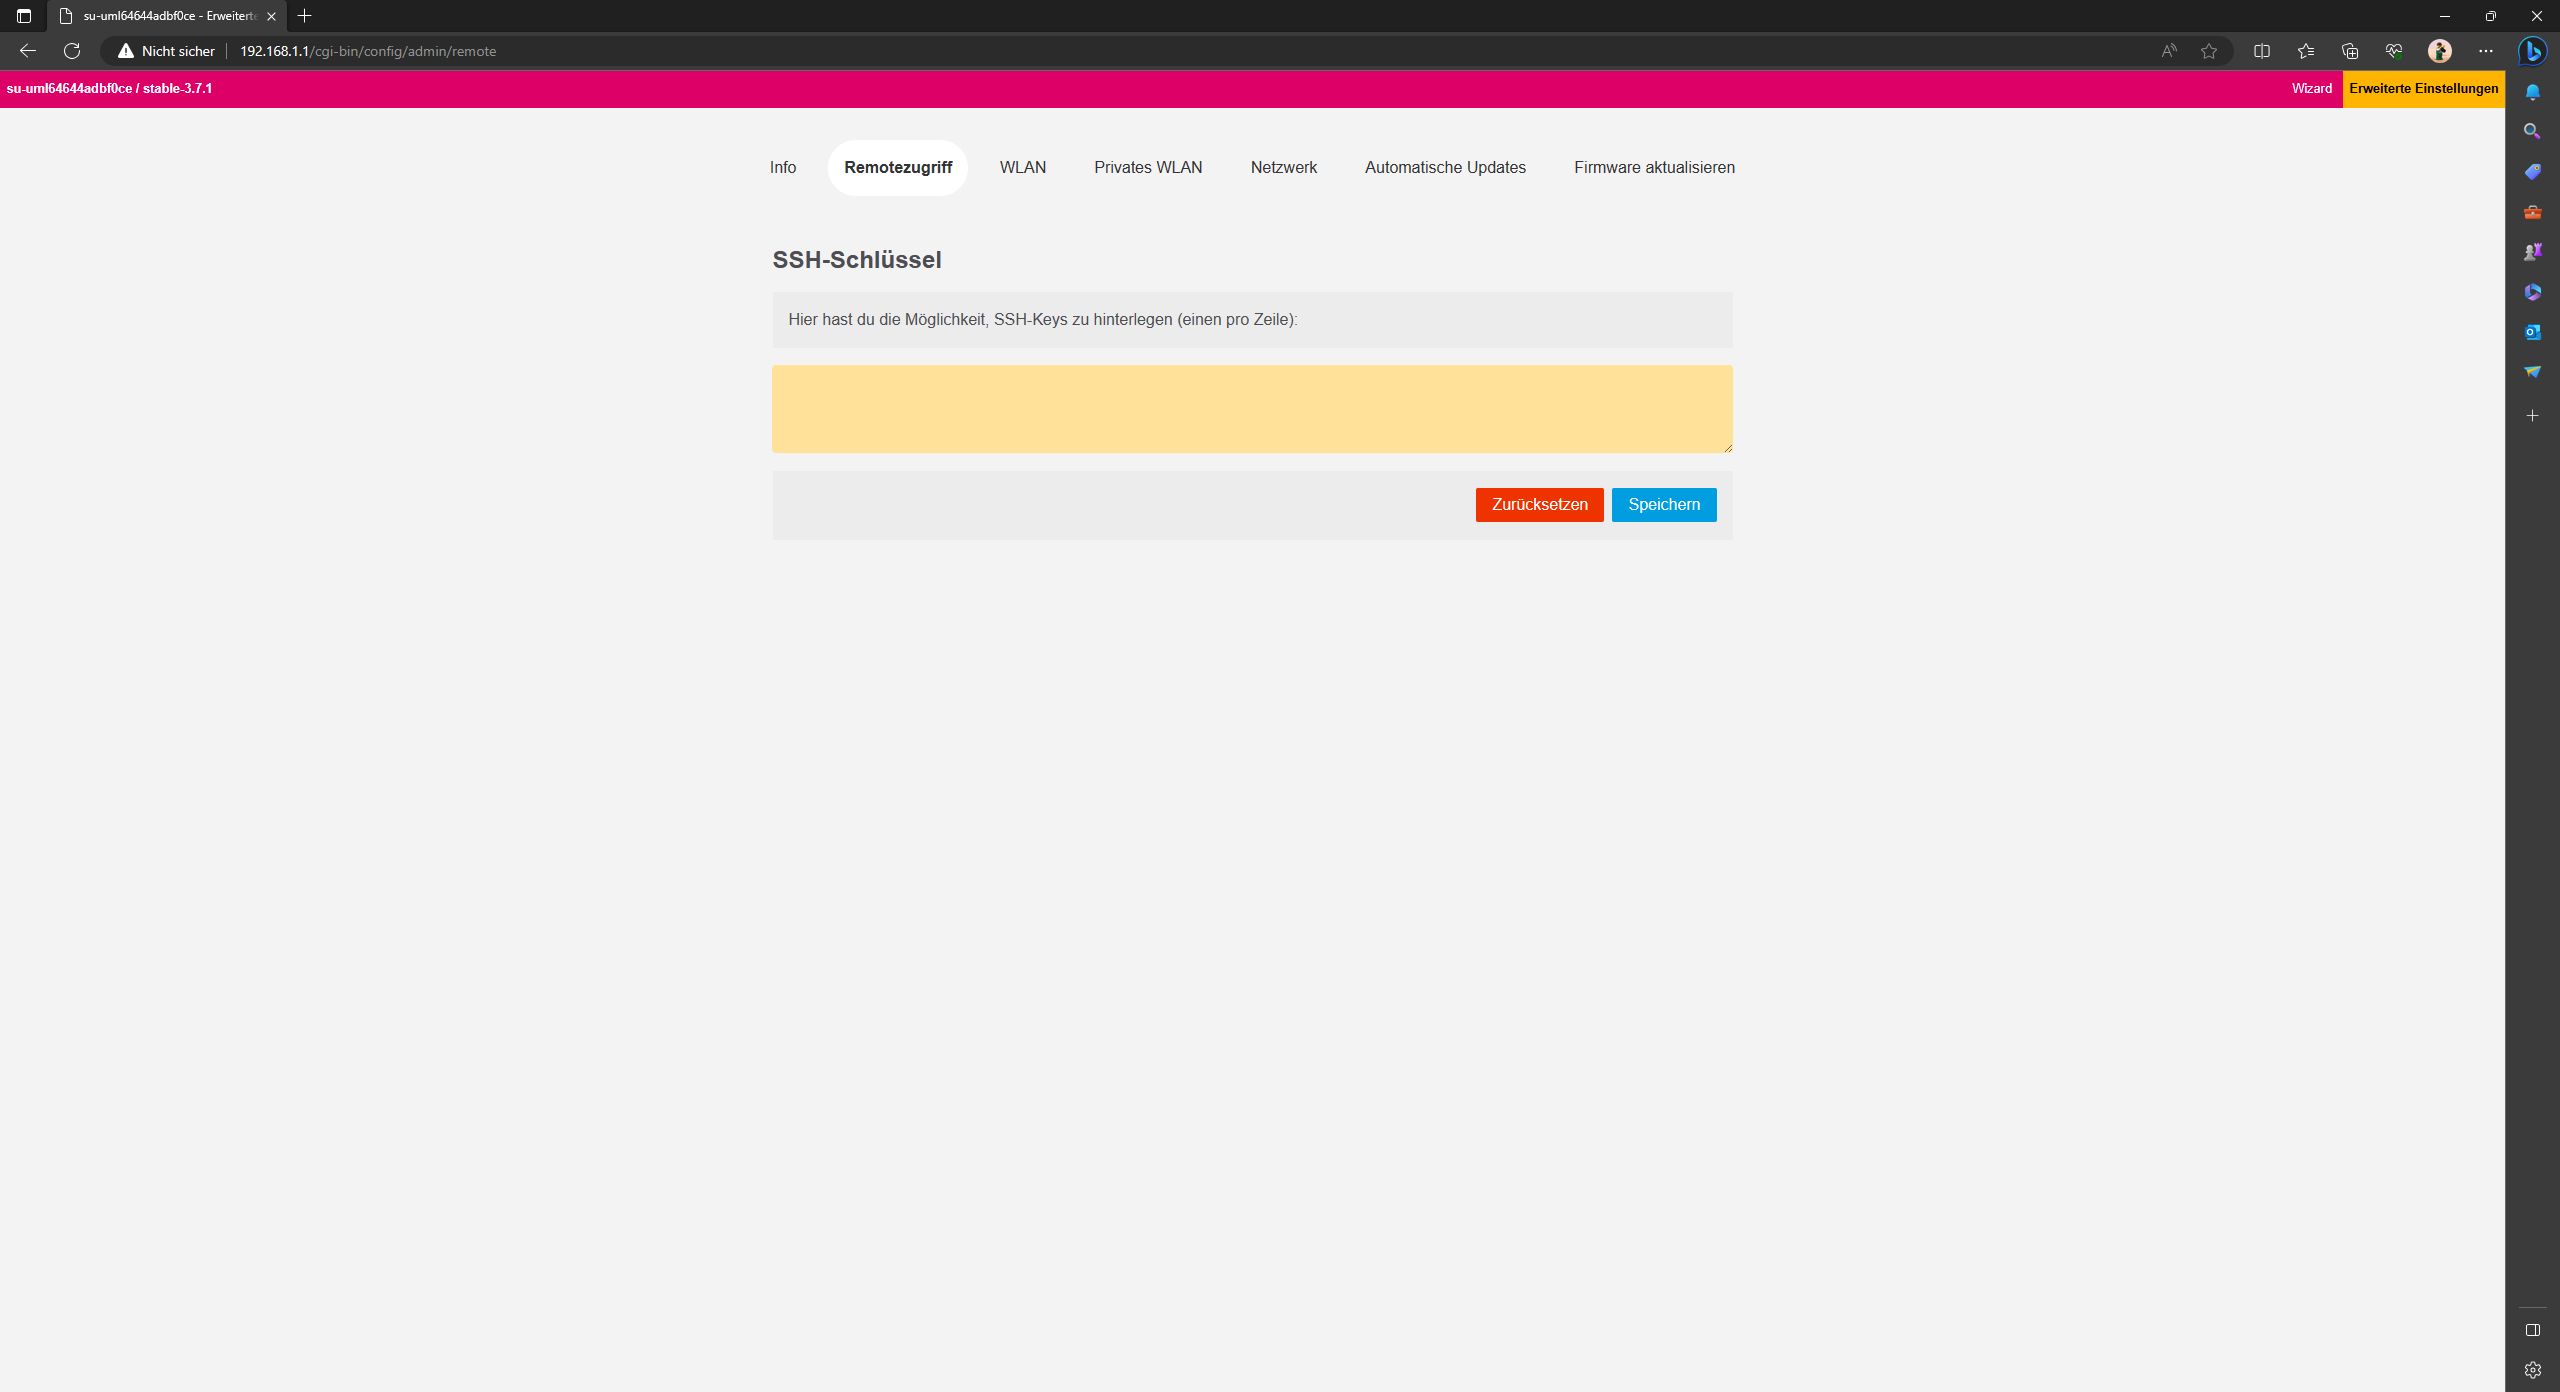 su-uml64644adbf0ce - Erweiterte
Nicht sicher
192.168.1.1/cgi-bin/config/admin/remote
su-uml64644adbf0ce / stable-3.7.1
Wizard
Erweiterte Einstellungen
Info
Remotezugriff
WLAN
Privates WLAN
Netzwerk
Automatische Updates
Firmware aktualisieren
SSH-Schlüssel
Hier hast du die Möglichkeit, SSH-Keys zu hinterlegen (einen pro Zeile):
Zurücksetzen
Speichern